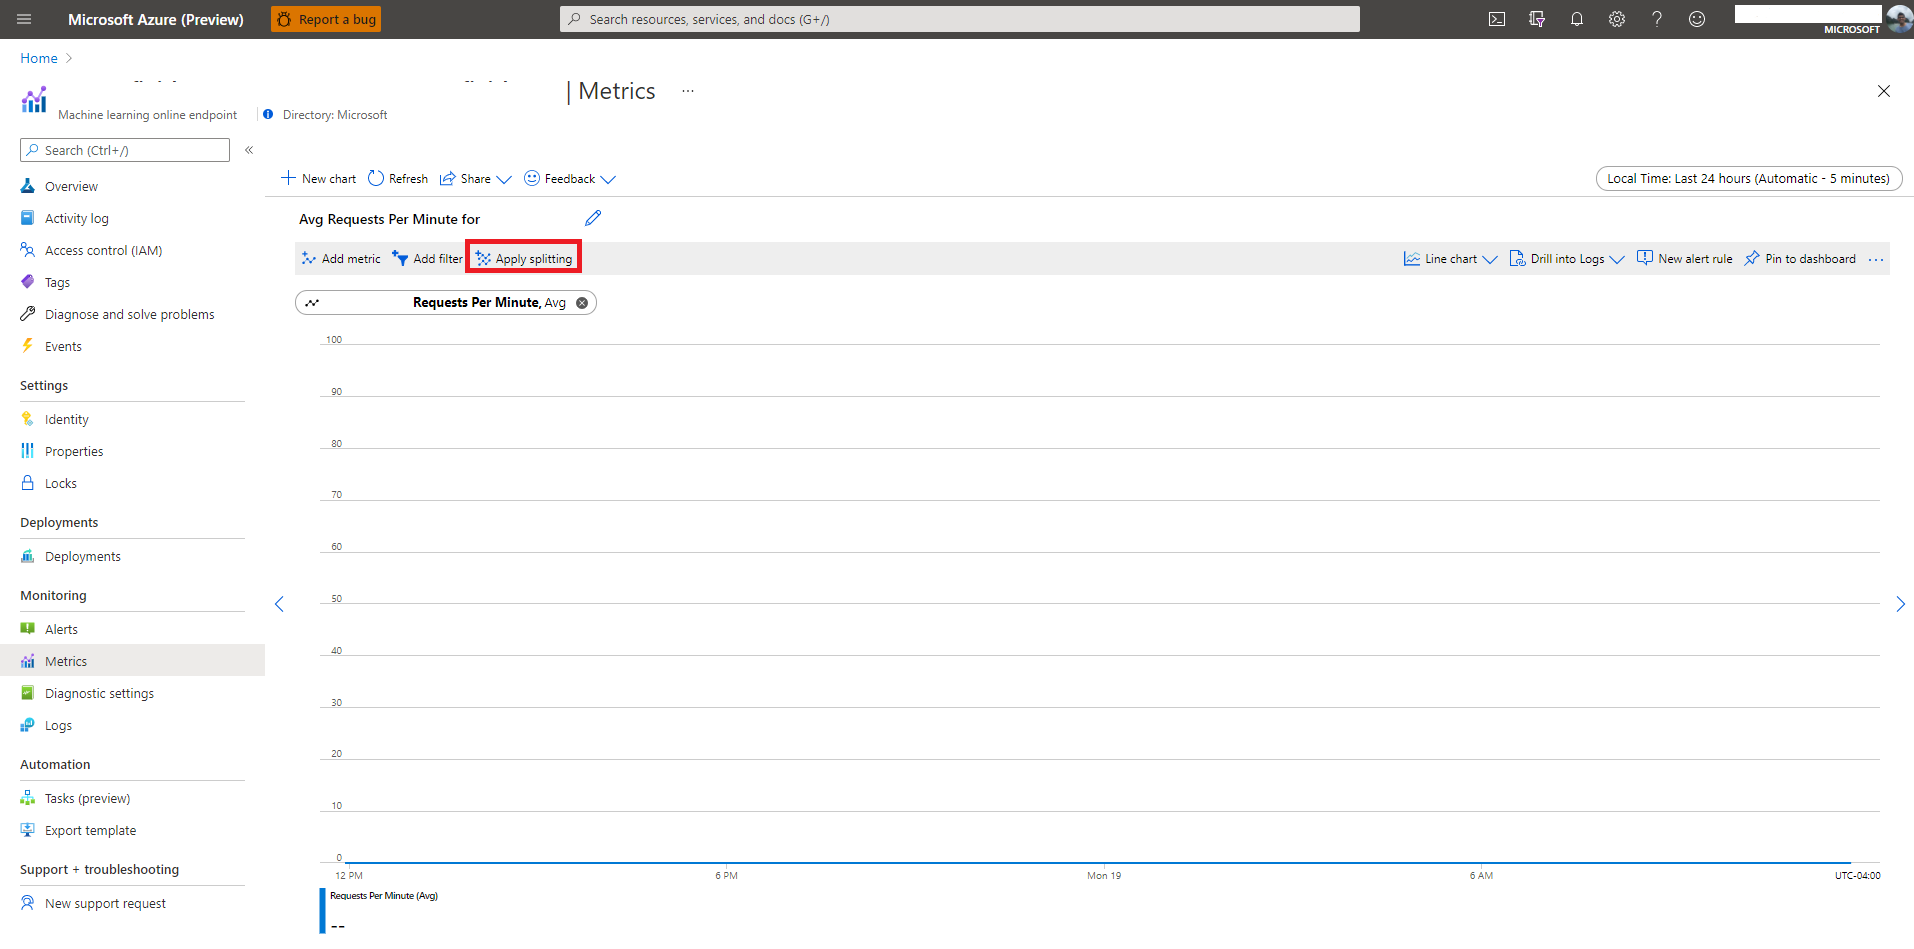 Microsoft Azure (Preview) Report a bug Search resources, services, and docs (G+/)
MICROSOFT
Home
| Metrics ...
Machine learning online endpoint Directory: Microsoft
Search (Ctrl+/) «
New chart Refresh Share Feedback Local Time: Last 24 hours (Automatic - 5 minutes)
Overview
Activity log
Access control (IAM)
Tags
Diagnose and solve problems
Events
Settings
Identity
Properties
Locks
Deployments
Deployments
Monitoring
Alerts
Metrics
Diagnostic settings
Logs
Automation
Tasks (preview)
Export template
Support + troubleshooting
New support request
Avg Requests Per Minute for
Add metric Add filter Apply splitting Line chart Drill into Logs New alert rule Pin to dashboard ...
Requests Per Minute, Avg
100
90
80
70
60
50
40
30
20
10
0
12 PM 6 PM Mon 19 6 AM UTC-04:00
Requests Per Minute (Avg)
--